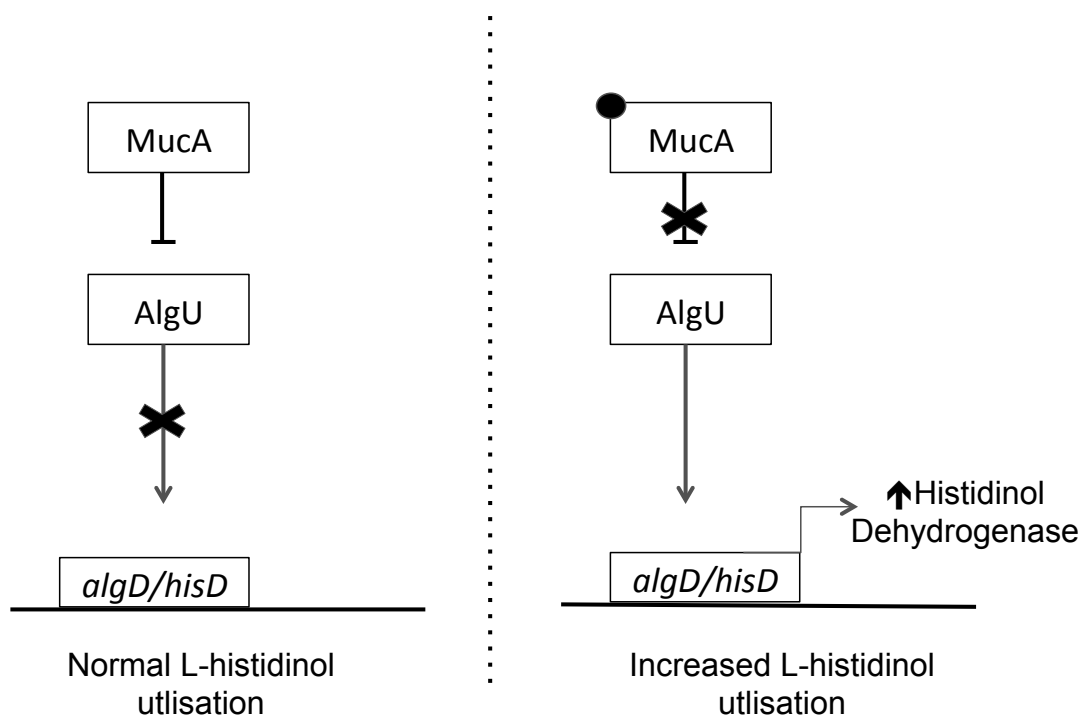 MucA
AlgU
algD/hisD
Normal L-histidinol
utlisation
MucA
AlgU
algD/hisD
↑Histidinol
Dehydrogenase
Increased L-histidinol
utlisation